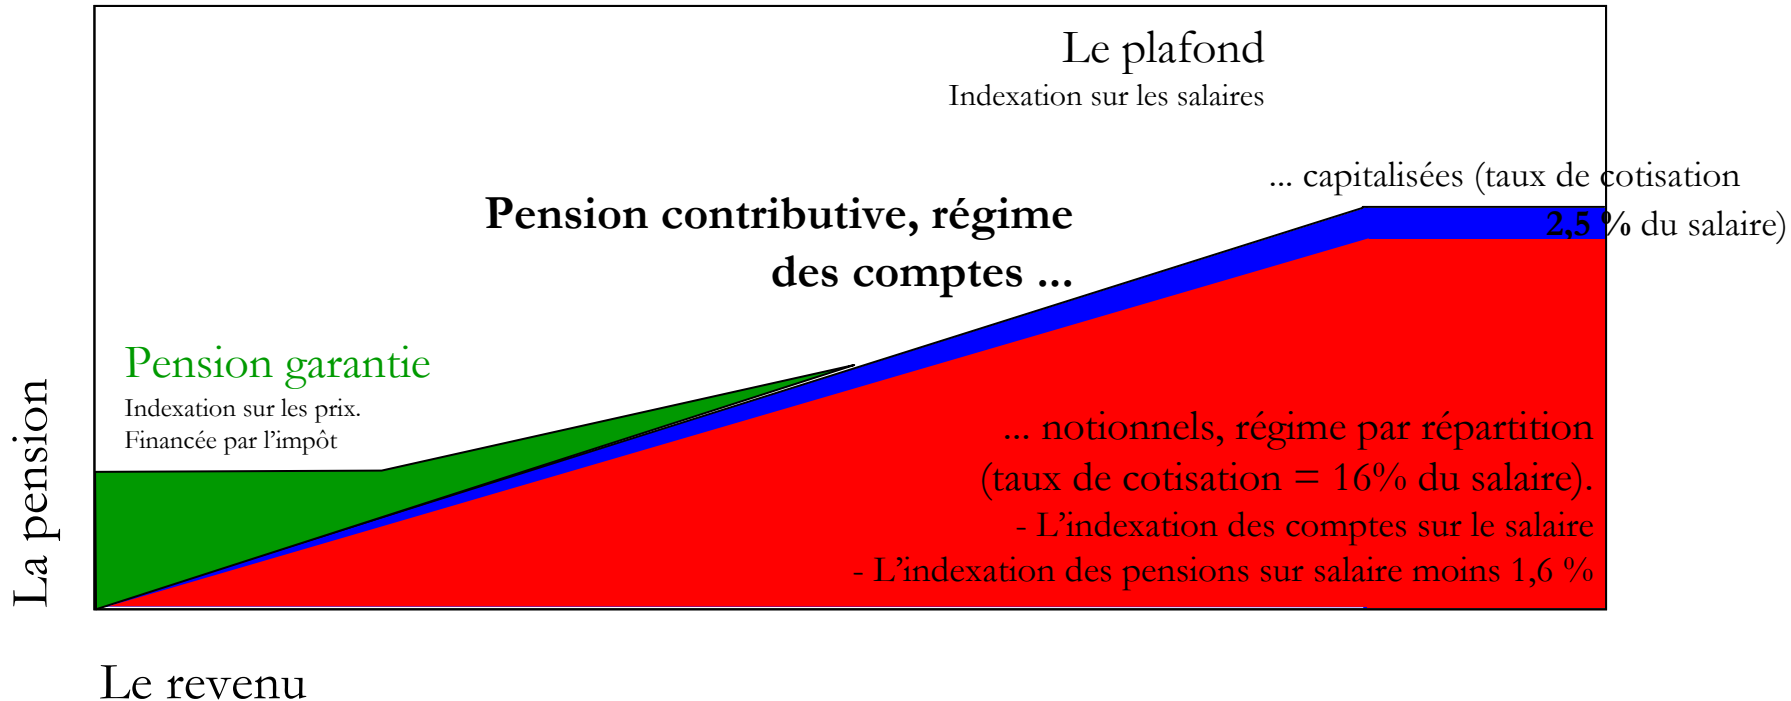 Le plafond
Indexation sur les salaires
... capitalisées (taux de cotisation
2,5 % du salaire)
Pension contributive, régime
des comptes ...
Pension garantie
Indexation sur les prix.
Financée par l’impôt
La pension
... notionnels, régime par répartition
(taux de cotisation = 16% du salaire).
- L’indexation des comptes sur le salaire
- L’indexation des pensions sur salaire moins 1,6 %
Le revenu